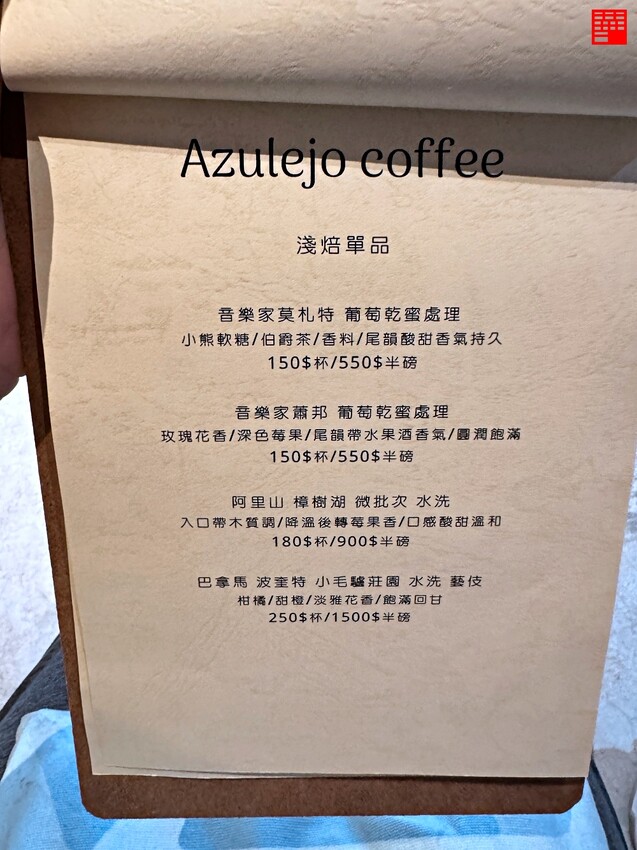 Azulejo coffee
淺焙單品
音樂家莫札特 葡萄乾蜜處理
小熊軟糖/伯爵茶/香料/尾韻酸甜香氣持久
150$杯/550$半磅
音樂家蕭邦 葡萄乾蜜處理
玫瑰花香/深色莓果/尾韻帶水果酒香氣/圓潤飽滿
150$杯/550$半磅
阿里山 樟樹湖 微批次 水洗
入口帶木質調/降溫後轉莓果香/口感酸甜溫和
180$杯/900$半磅
巴拿馬 波奎特 小毛驢莊園 水洗 藝伎
柑橘/甜橙/淡雅花香/飽滿回甘
250$杯/1500$半磅